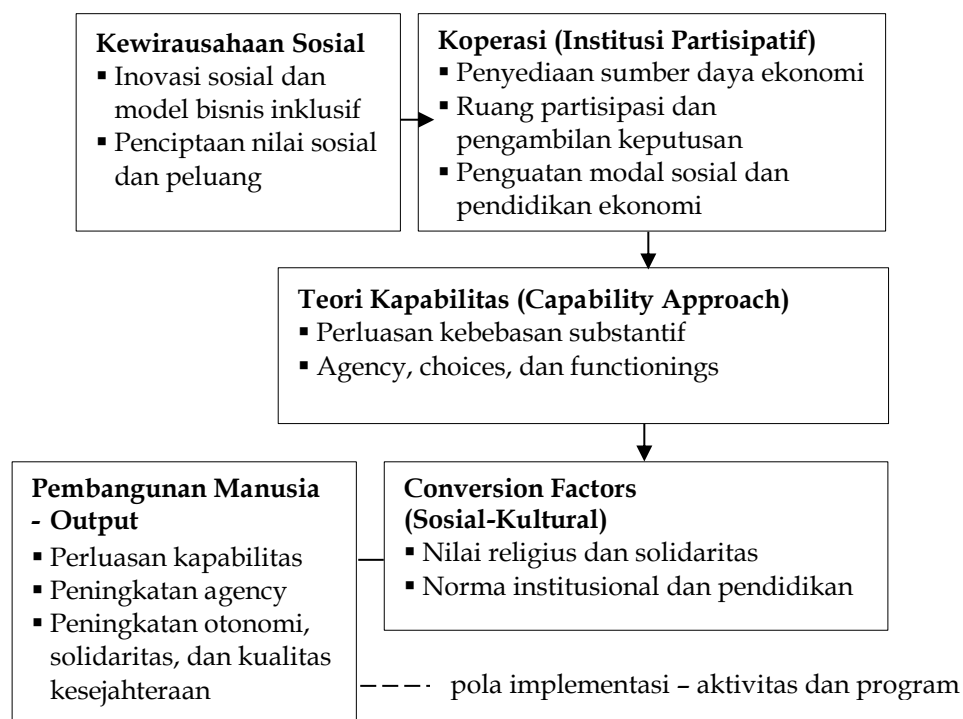 Kewirausahaan Sosial
▪ Inovasi sosial dan
model bisnis inklusif
▪ Penciptaan nilai sosial
dan peluang
Koperasi (Institusi Partisipatif)
▪ Penyediaan sumber daya ekonomi
▪ Ruang partisipasi dan
pengambilan keputusan
▪ Penguatan modal sosial dan
pendidikan ekonomi
Teori Kapabilitas (Capability Approach)
▪ Perluasan kebebasan substantif
▪ Agency, choices, dan functionings
Conversion Factors
(Sosial-Kultural)
▪ Nilai religius dan solidaritas
▪ Norma institusional dan pendidikan
Pembangunan Manusia
- Output
▪ Perluasan kapabilitas
▪ Peningkatan agency
▪ Peningkatan otonomi,
solidaritas, dan kualitas
kesejahteraan
pola implementasi – aktivitas dan program